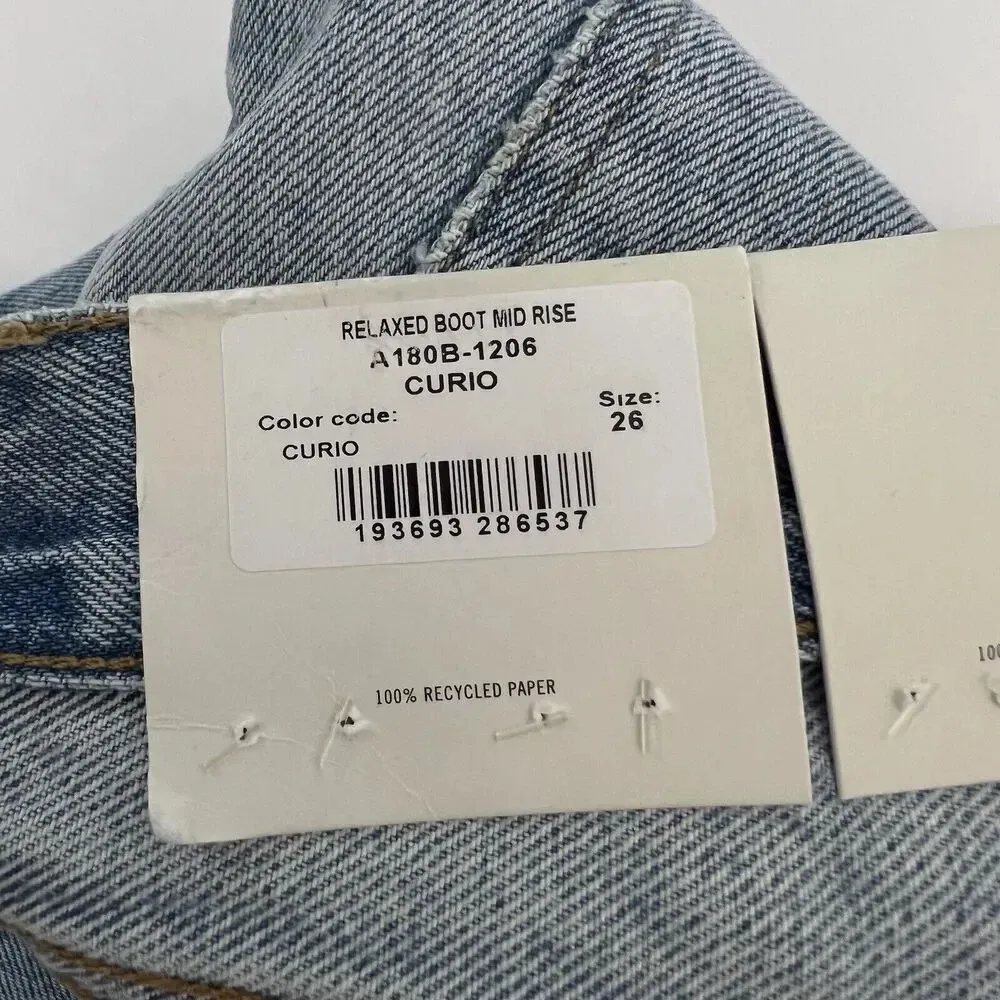 RELAXED BOOT MID RISE
A180B-1206
CURIO
Color code:
CURIO
Size:
26
193693 286537
100% RECYCLED PAPER